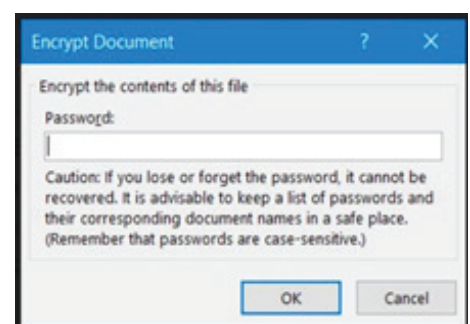 Encrypt Document ? ×
Encrypt the contents of this file
Password:
Caution: If you lose or forget the password, it cannot be
recovered. It is advisable to keep a list of passwords and
their corresponding document names in a safe place.
(Remember that passwords are case-sensitive.)
OK Cancel